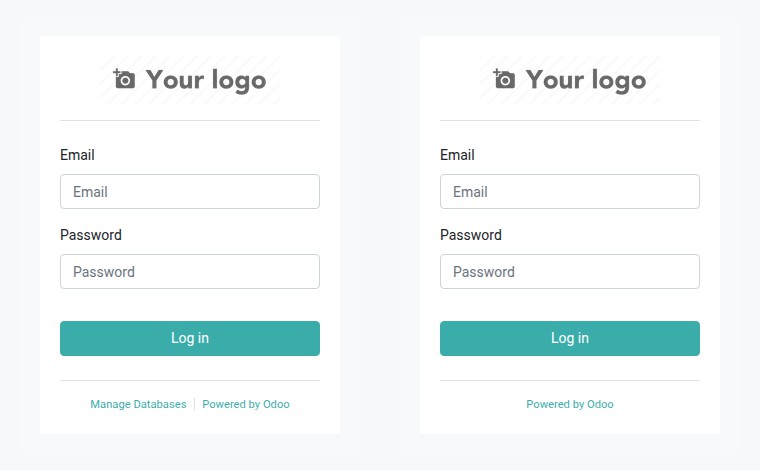 Your logo
Email
Email
Password
Password
Log in
Manage Databases Powered by Odoo
Your logo
Email
Email
Password
Password
Log in
Powered by Odoo